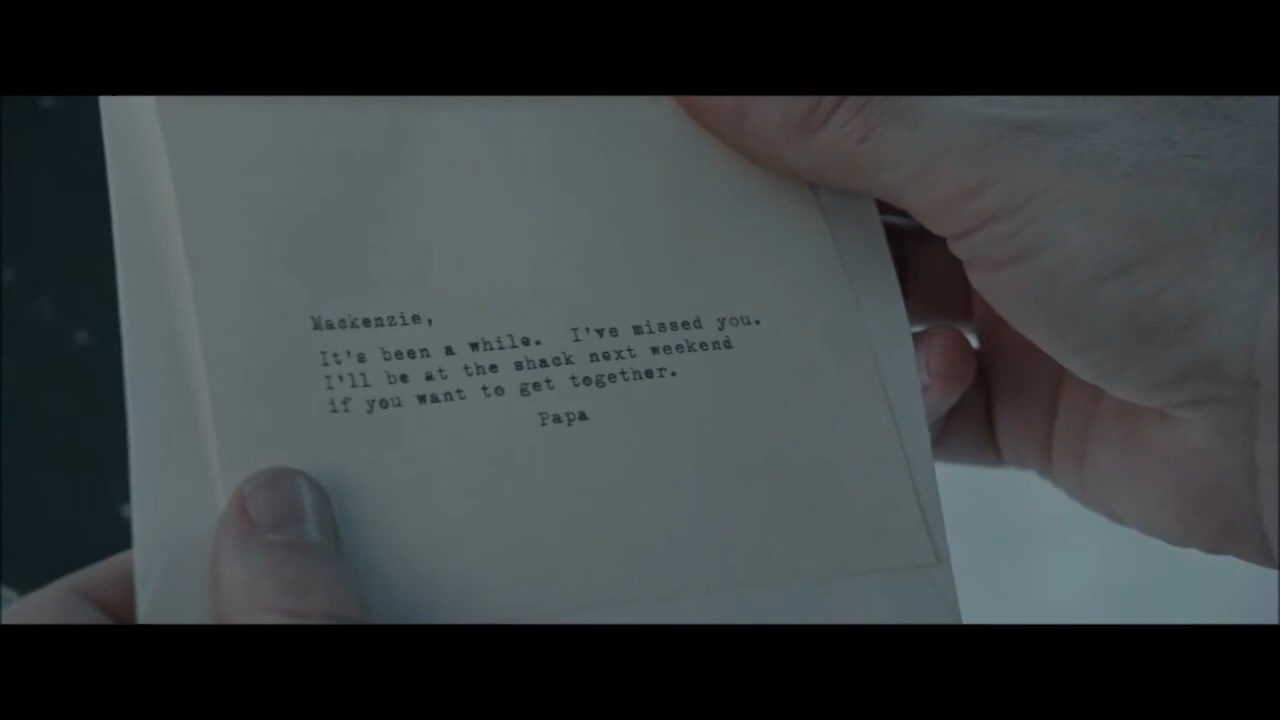 Mackenzie,
It's been a while.  I've missed you.
I'll be at the shack next weekend
if you want to get together.
Papa